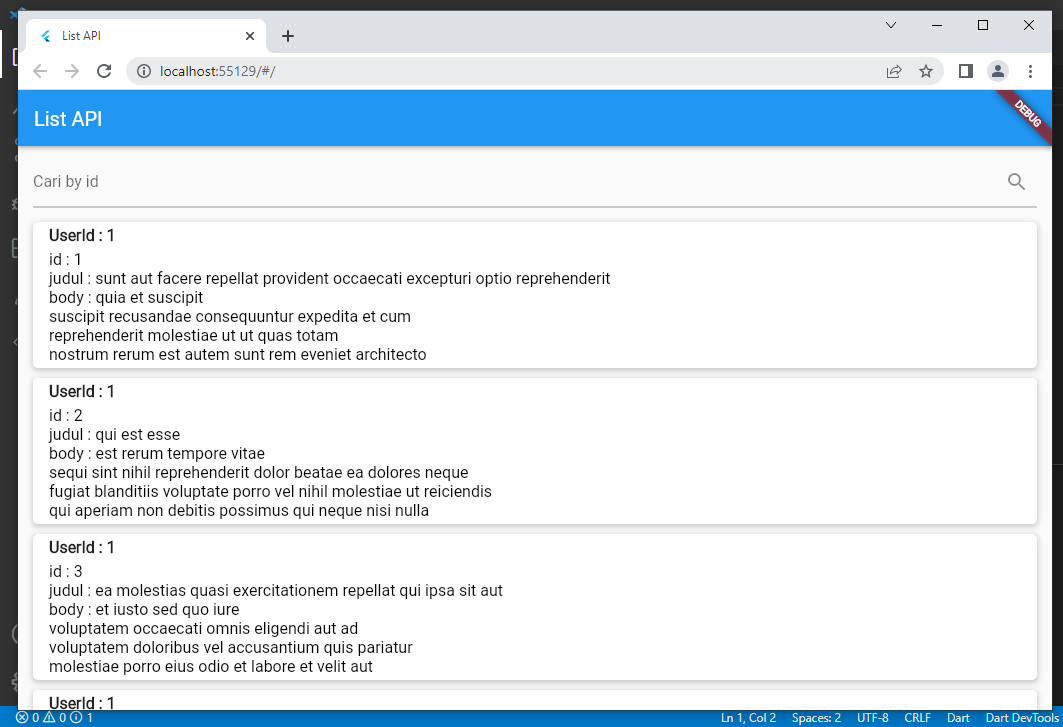 List API
localhost:55129/#/
List API
DEBUG
Cari by id
UserId : 1
id : 1
judul : sunt aut facere repellat provident occaecati excepturi optio reprehenderit
body : quia et suscipit
suscipit recusandae consequuntur expedita et cum
reprehenderit molestiae ut ut quas totam
nostrum rerum est autem sunt rem eveniet architecto
UserId : 1
id : 2
judul : qui est esse
body : est rerum tempore vitae
sequi sint nihil reprehenderit dolor beatae ea dolores neque
fugiat blanditiis voluptate porro vel nihil molestiae ut reiciendis
qui aperiam non debitis possimus qui neque nisi nulla
UserId : 1
id : 3
judul : ea molestias quasi exercitationem repellat qui ipsa sit aut
body : et iusto sed quo iure
voluptatem occaecati omnis eligendi aut ad
voluptatem doloribus vel accusantium quis pariatur
molestiae porro eius odio et labore et velit aut
UserId : 1
0 0 1 Ln 1, Col 2 Spaces: 2 UTF-8 CRLF Dart Dart DevTools